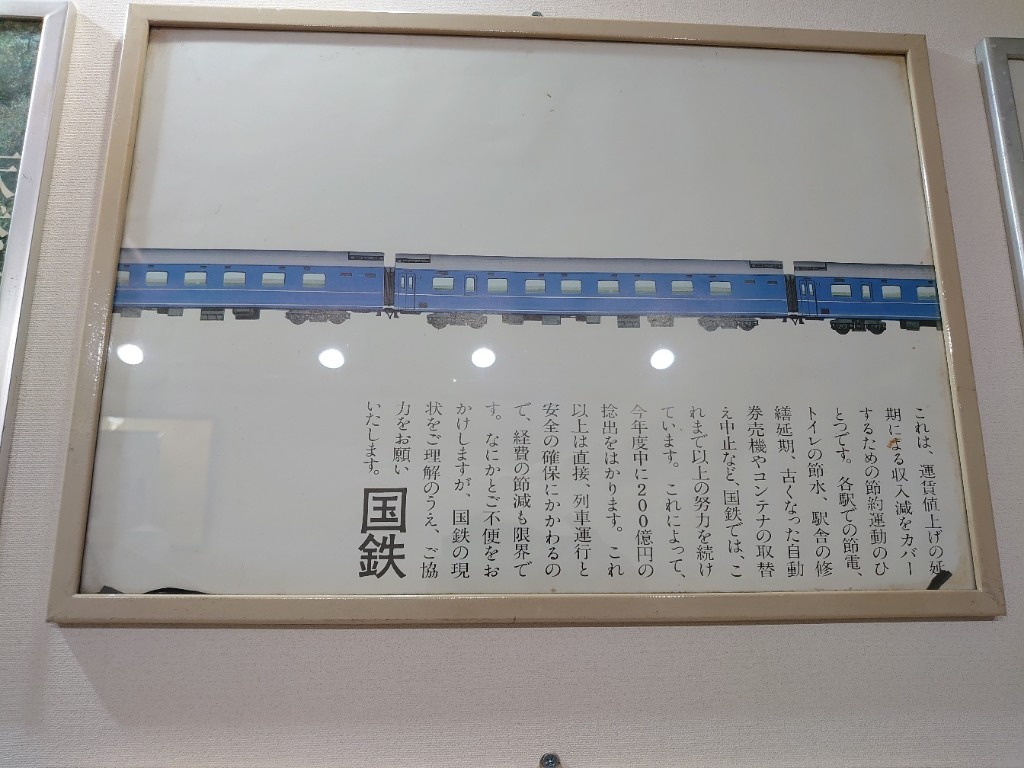 これは、運賃値上げの延
期による収入減をカバー
するための節約運動のひ
とつです。各駅での節電、
トイレの節水、駅舎の修
繕延期、古くなった自動
券売機やコンテナの取替
え中止など、国鉄では、こ
れまで以上の努力を続け
ています。これによって、
今年度中に200億円の
捻出をはかります。これ
以上は直接、列車運行と
安全の確保にかかわるの
で、経費の節減も限界で
す。なにかとご不便をお
かけしますが、国鉄の現
状をご理解のうえ、ご協
力をお願い
いたします。
国鉄